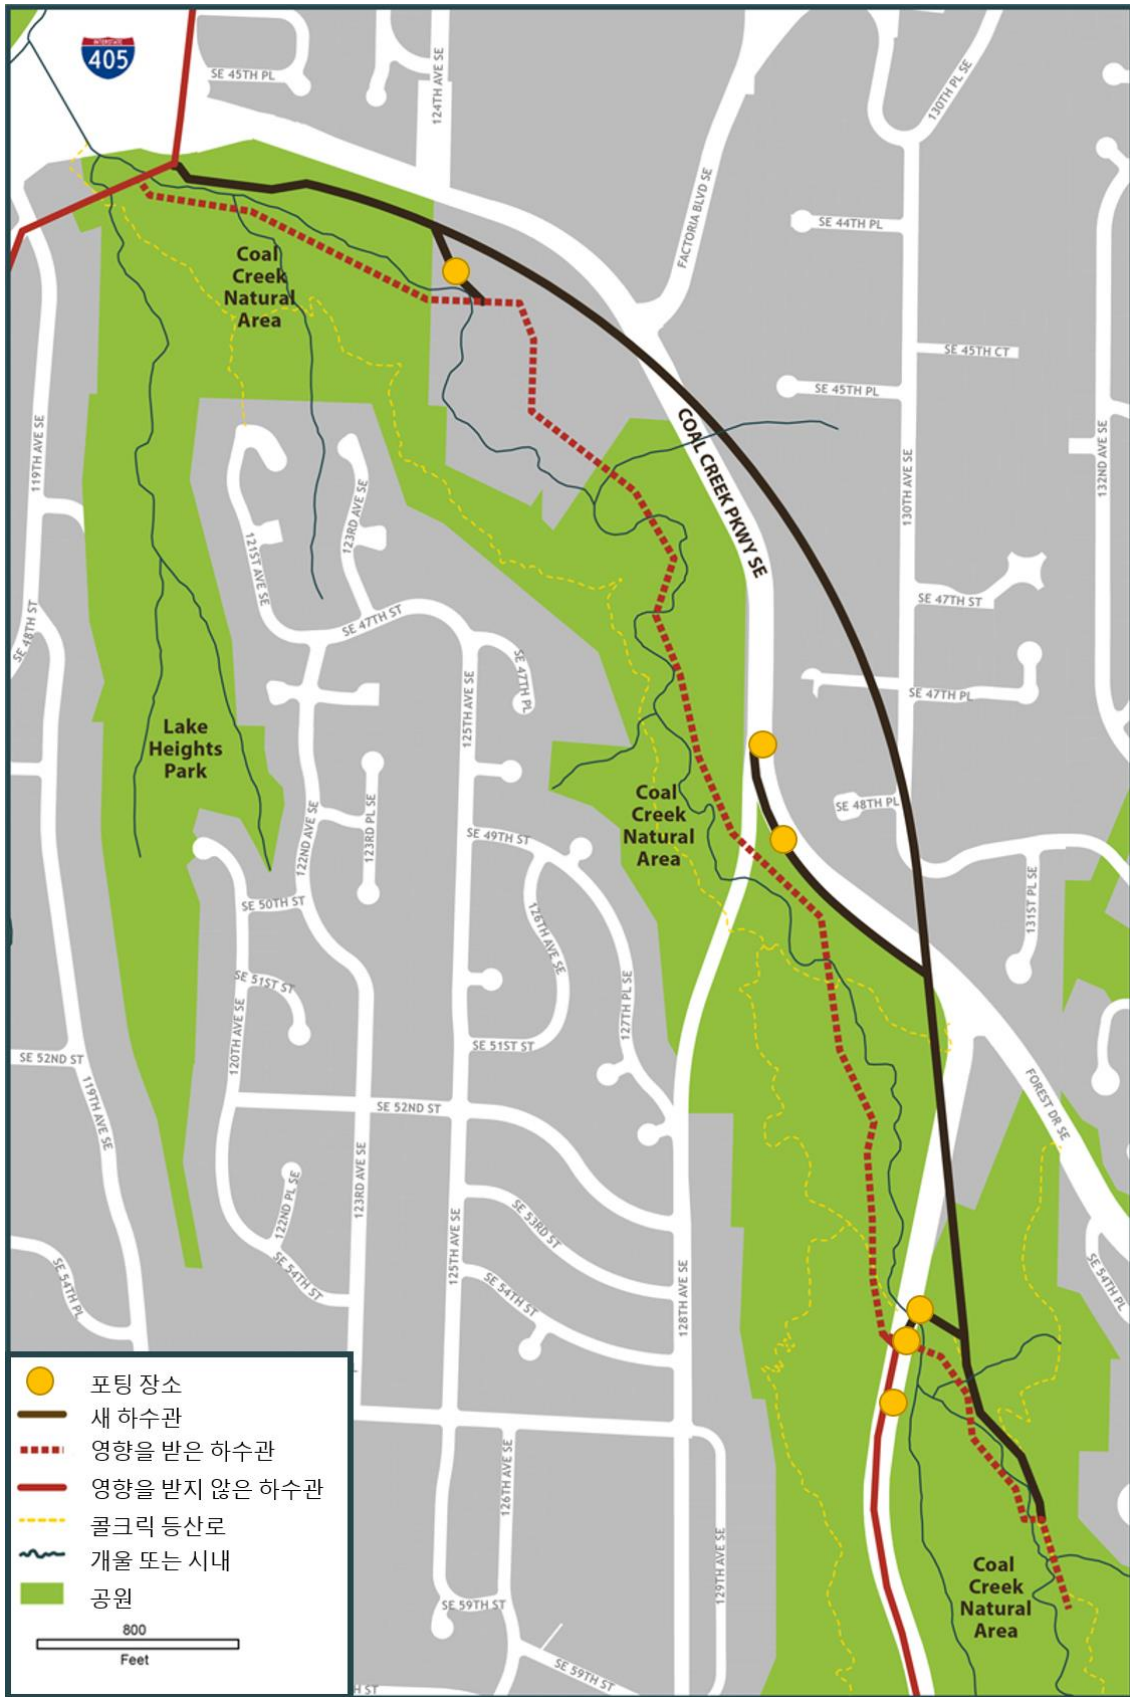 INTERSTATE
405
SE 45TH PL
124TH AVE SE
130TH PL SE
FACTORIA BLVD SE
SE 44TH PL
Coal
Creek
Natural
Area
SE 45TH CT
SE 45TH PL
COAL CREEK PKWY SE
119TH AVE SE
130TH AVE SE
132ND AVE SE
121ST AVE SE
123RD AVE SE
SE 47TH ST
SE 47TH ST
SE 48TH ST
SE 47TH PL
SE 47TH PL
125TH AVE SE
Lake
Heights
Park
Coal
Creek
Natural
Area
SE 48TH PL
122ND AVE SE
123RD PL SE
SE 49TH ST
SE 50TH ST
126TH AVE SE
131ST PL SE
SE 51ST ST
127TH PL SE
120TH AVE SE
SE 51ST ST
SE 52ND ST
119TH AVE SE
SE 52ND ST
FOREST DR SE
123RD AVE SE
122ND PL SE
SE 53RD ST
125TH AVE SE
SE 54TH PL
SE 54TH ST
SE 54TH ST
128TH AVE SE
SE 54TH PL
포팅 장소
새 하수관
영향을 받은 하수관
영향을 받지 않은 하수관
콜크릭 등산로
개울 또는 시내
공원
800
Feet
126TH AVE SE
129TH AVE SE
Coal
Creek
Natural
Area
SE 59TH ST
SE 59TH ST
H ST